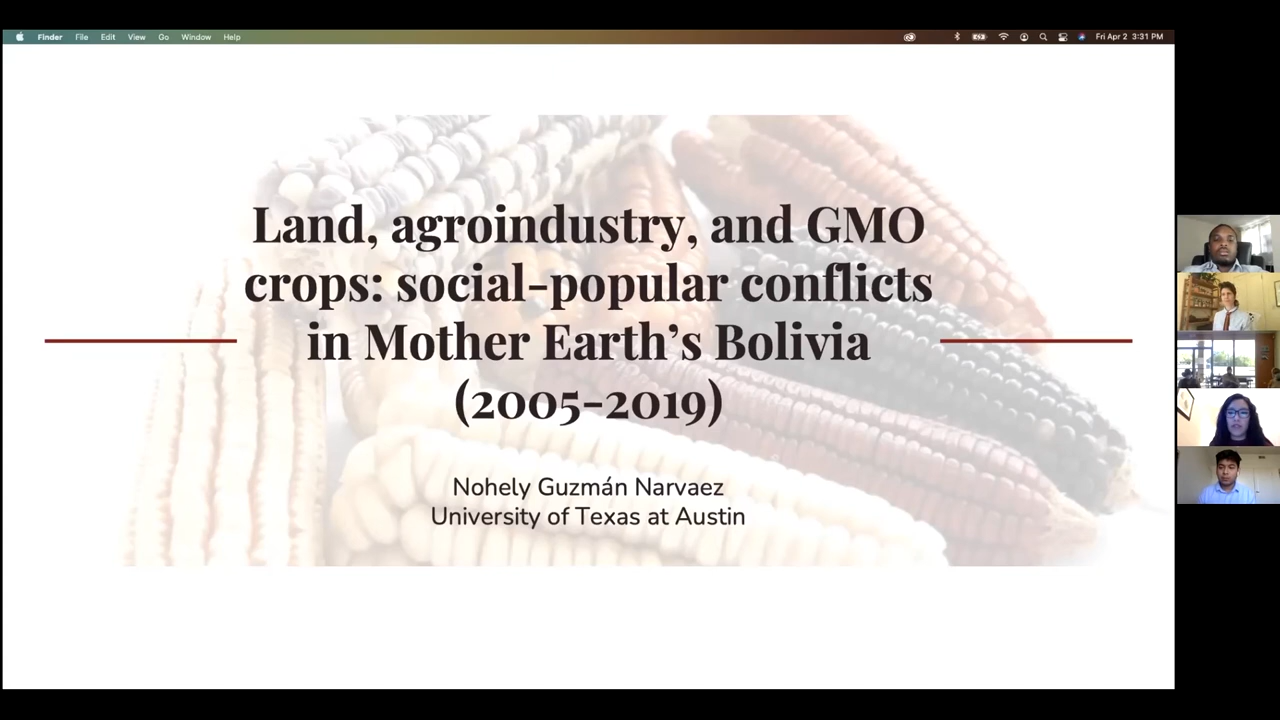 Finder File Edit View Go Window Help Fri Apr 2 3:31 PM
Land, agroindustry, and GMO
crops: social-popular conflicts
in Mother Earth's Bolivia
(2005-2019)
Nohely Guzmán Narvaez
University of Texas at Austin